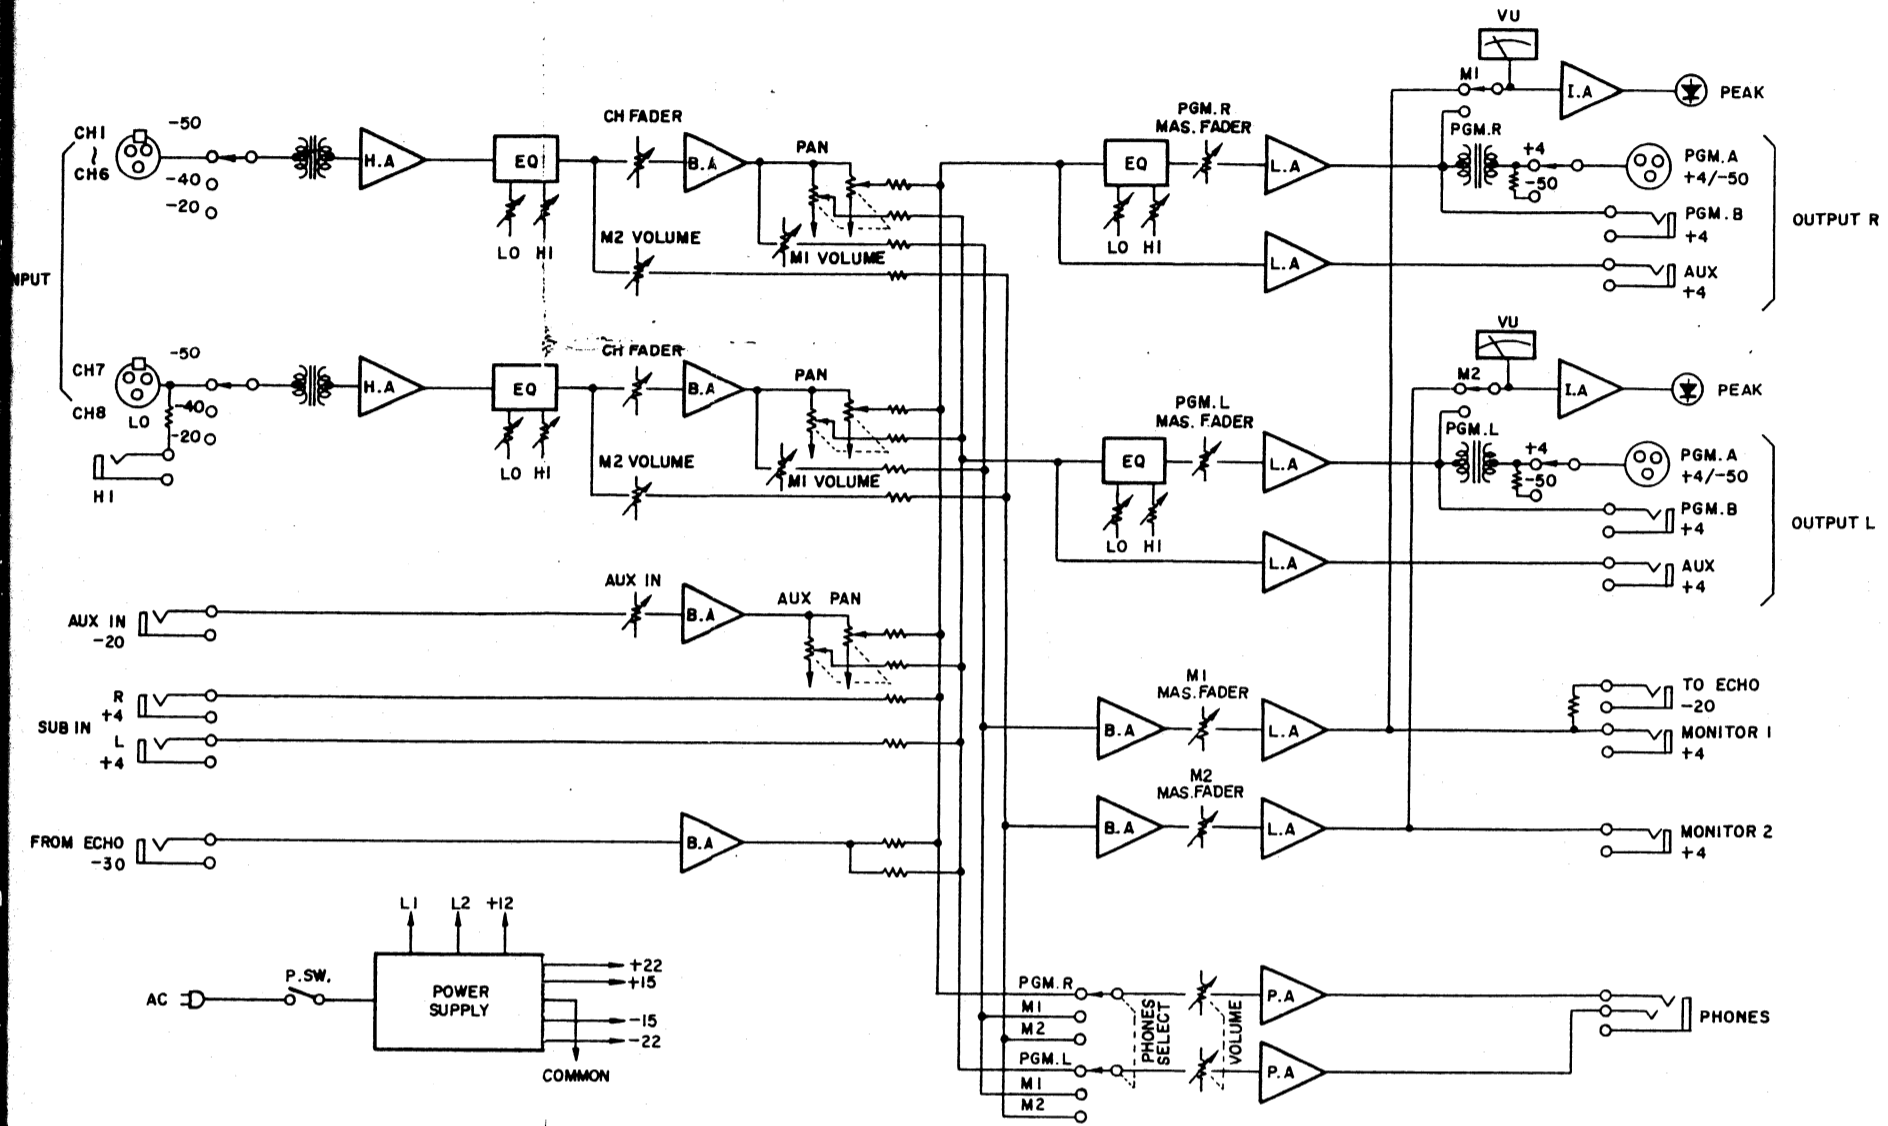 VU
M1
I.A
PEAK
CH1
~
CH6
-50
-40
-20
H.A
EQ
LO HI
CH FADER
B.A
PAN
M2 VOLUME
M1 VOLUME
PGM.R
MAS. FADER
EQ
LO HI
L.A
L.A
PGM.R
+4
-50
PGM.A
+4/-50
PGM.B
+4
AUX
+4
OUTPUT R
NPUT
CH7
CH8
LO
HI
-50
-40
-20
H.A
EQ
LO HI
CH FADER
B.A
PAN
M2 VOLUME
M1 VOLUME
VU
M2
I.A
PEAK
PGM.L
MAS. FADER
EQ
LO HI
L.A
L.A
PGM.L
+4
-50
PGM.A
+4/-50
PGM.B
+4
AUX
+4
OUTPUT L
AUX IN
-20
AUX IN
B.A
AUX PAN
SUB IN
R
+4
L
+4
M1
MAS.FADER
B.A
L.A
TO ECHO
-20
MONITOR 1
+4
M2
MAS.FADER
B.A
L.A
MONITOR 2
+4
FROM ECHO
-30
B.A
L1 L2 +12
AC
P.SW.
POWER
SUPPLY
+22
+15
-15
-22
COMMON
PGM.R
M1
M2
PGM.L
M1
M2
PHONES
SELECT
VOLUME
P.A
P.A
PHONES